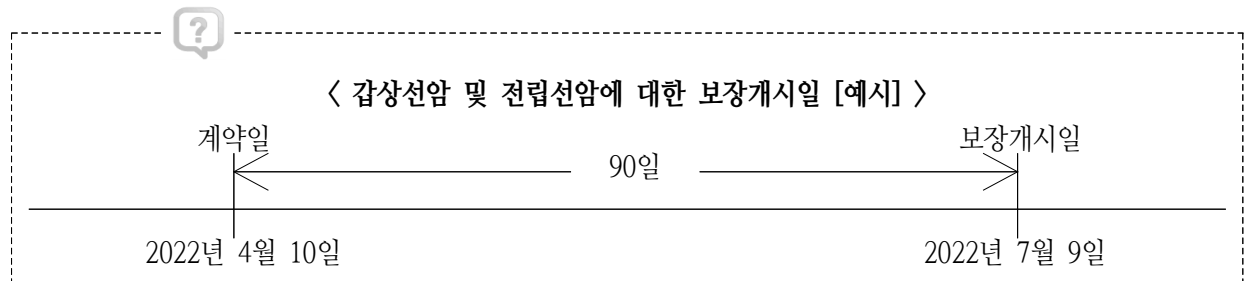 ?
〈 갑상선암 및 전립선암에 대한 보장개시일 [예시] 〉
계약일 보장개시일
90일
2022년 4월 10일 2022년 7월 9일